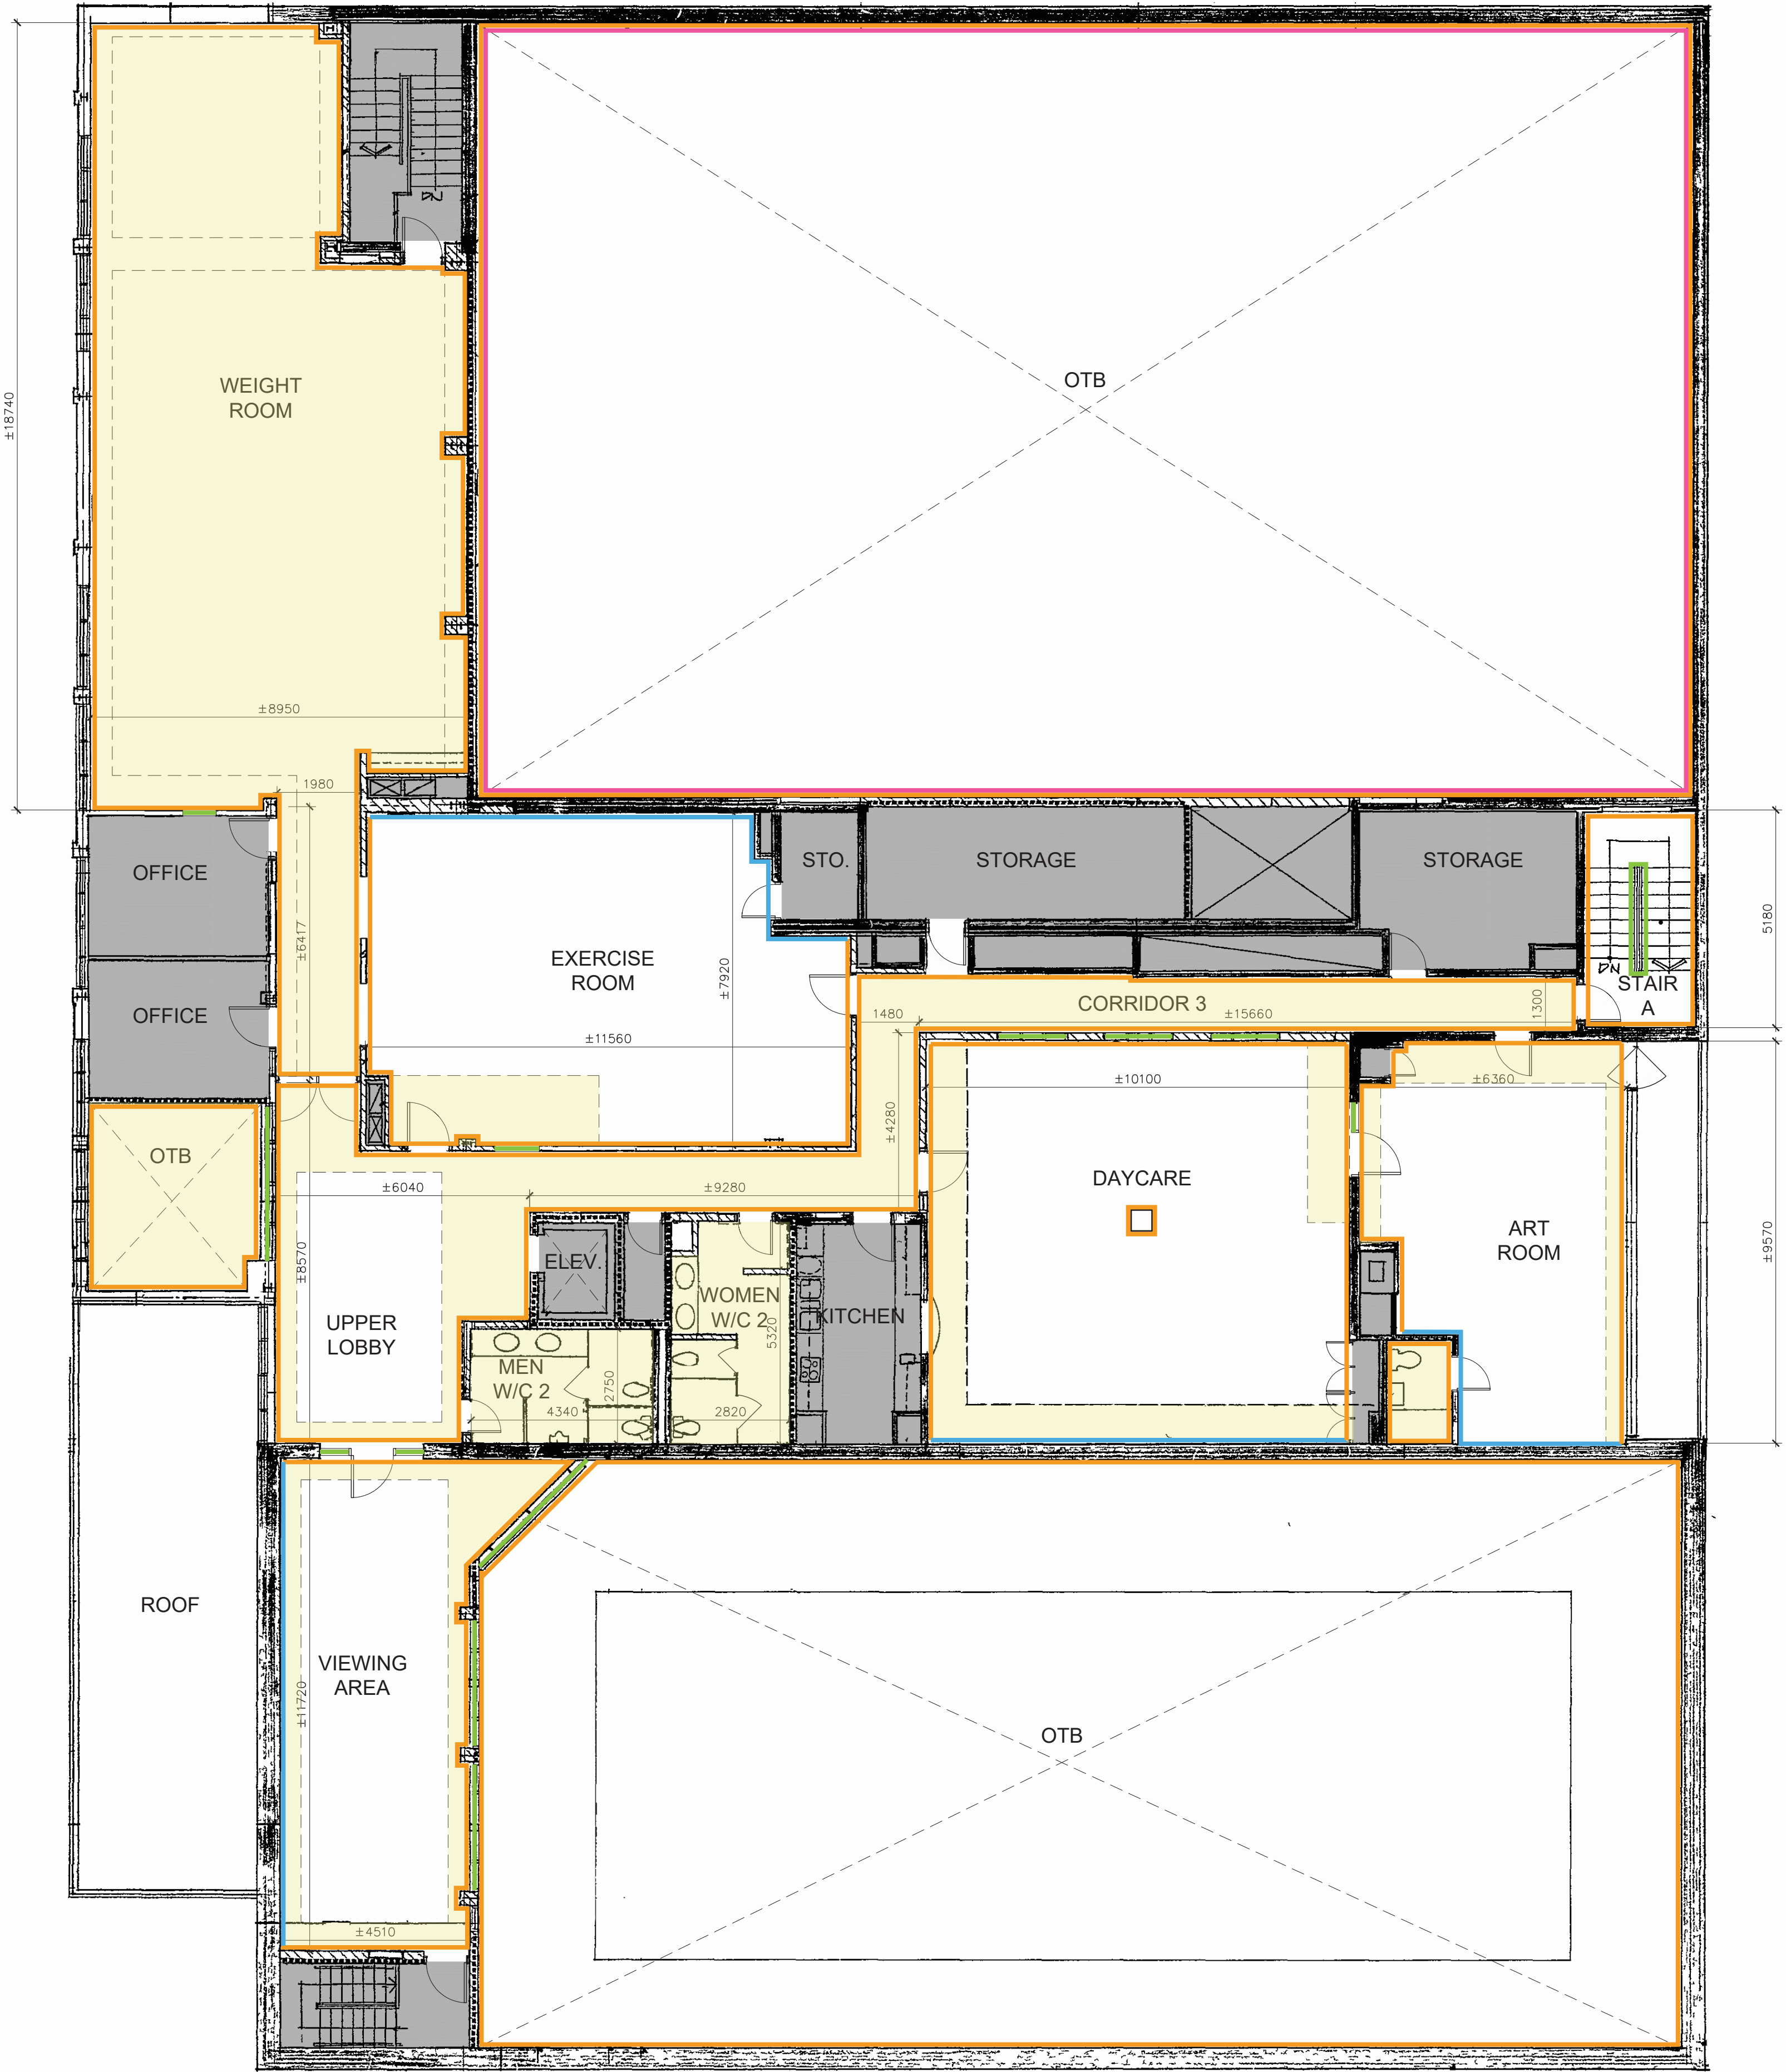 WEIGHT
ROOM
OTB
±18740
±8950
1980
OFFICE
STO.
STORAGE
STORAGE
5180
±6417
EXERCISE
ROOM
±7920
DN
STAIR
A
CORRIDOR 3
1300
1480
±15660
OFFICE
±11560
±10100
±6360
±4280
OTB
DAYCARE
±6040
±9280
ART
ROOM
±9570
±8570
ELEV.
WOMEN
W/C 2
KITCHEN
UPPER
LOBBY
5320
MEN
W/C 2
2750
4340
2820
ROOF
VIEWING
AREA
±11720
OTB
±4510